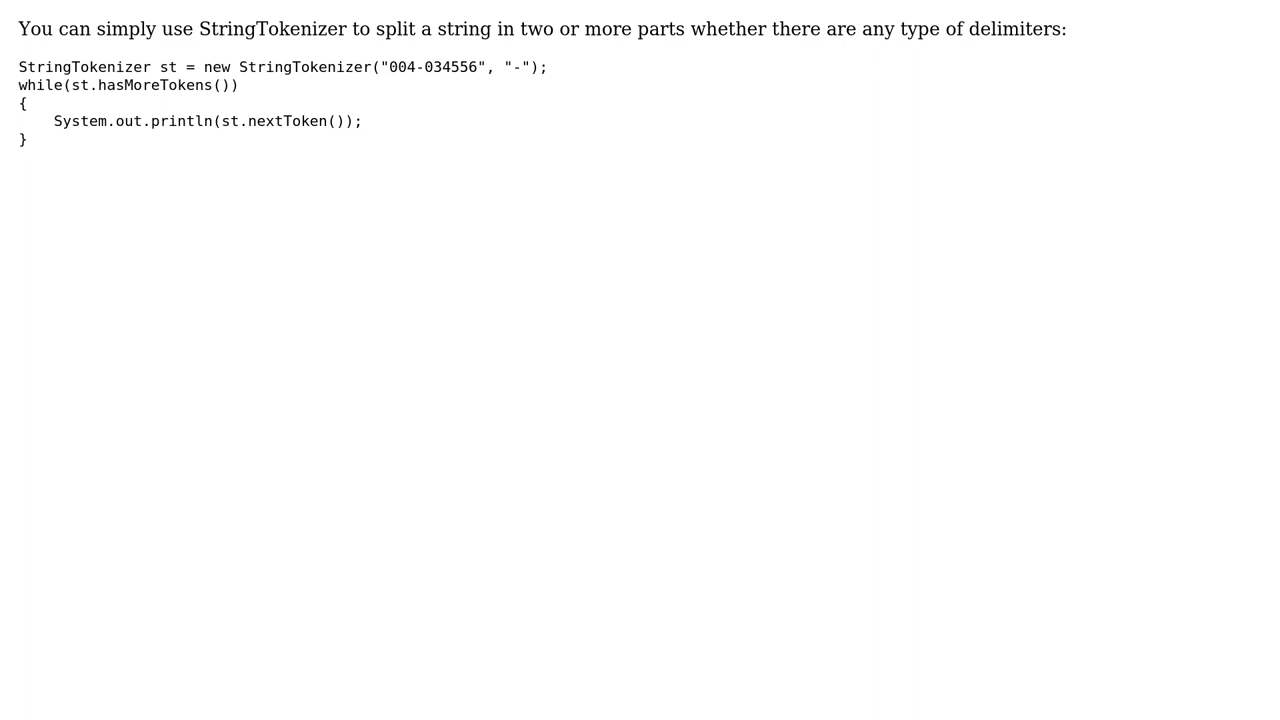 You can simply use StringTokenizer to split a string in two or more parts whether there are any type of delimiters:
StringTokenizer st = new StringTokenizer("004-034556", "-");
while(st.hasMoreTokens())
{
    System.out.println(st.nextToken());
}